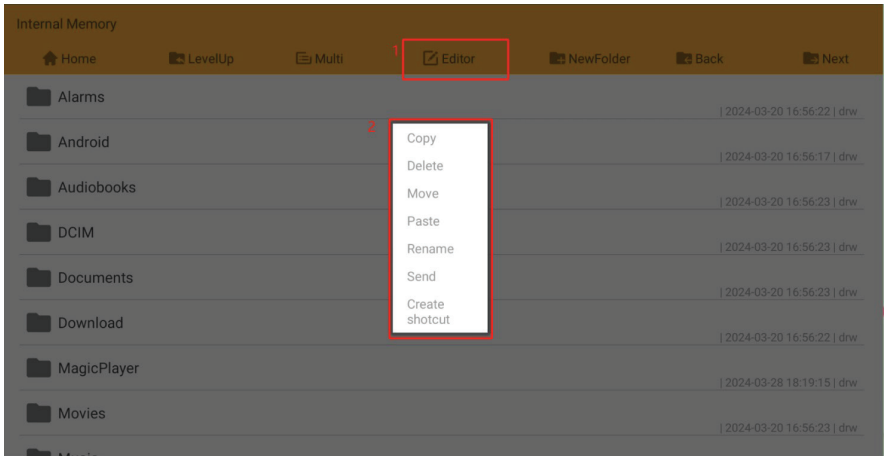 Internal Memory
Home LevelUp Multi 1 Editor NewFolder Back Next
Alarms
| 2024-03-20 16:56:22 | drw
2
Android
| 2024-03-20 16:56:17 | drw
Audiobooks
| 2024-03-20 16:56:23 | drw
DCIM
| 2024-03-20 16:56:23 | drw
Documents
| 2024-03-20 16:56:23 | drw
Download
| 2024-03-20 16:56:22 | drw
MagicPlayer
| 2024-03-28 18:19:15 | drw
Movies
| 2024-03-20 16:56:23 | drw
Copy
Delete
Move
Paste
Rename
Send
Create
shotcut